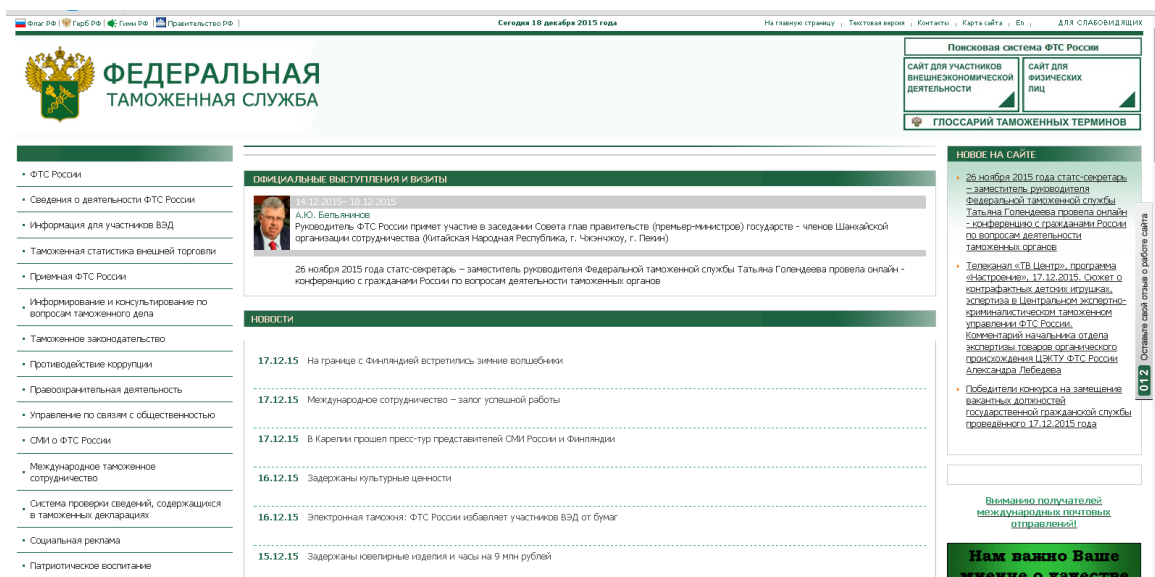 Флаг РФ | Герб РФ | Гимн РФ | Правительство РФ |
Сегодня 18 декабря 2015 года
На главную страницу | Текстовая версия | Контакты | Карта сайта | En | ДЛЯ СЛАБОВИДЯЩИХ
ФЕДЕРАЛЬНАЯ
ТАМОЖЕННАЯ СЛУЖБА
Поисковая система ФТС России
САЙТ ДЛЯ УЧАСТНИКОВ
ВНЕШНЕЭКОНОМИЧЕСКОЙ
ДЕЯТЕЛЬНОСТИ
САЙТ ДЛЯ
ФИЗИЧЕСКИХ
ЛИЦ
ГЛОССАРИЙ ТАМОЖЕННЫХ ТЕРМИНОВ
• ФТС России
• Сведения о деятельности ФТС России
• Информация для участников ВЭД
• Таможенная статистика внешней торговли
• Приемная ФТС России
• Информирование и консультирование по
вопросам таможенного дела
• Таможенное законодательство
• Противодействие коррупции
• Правоохранительная деятельность
• Управление по связям с общественностью
• СМИ о ФТС России
• Международное таможенное
сотрудничество
• Система проверки сведений, содержащихся
в таможенных декларациях
• Социальная реклама
• Патриотическое воспитание
ОФИЦИАЛЬНЫЕ ВЫСТУПЛЕНИЯ И ВИЗИТЫ
14.12.2015– 18.12.2015
А.Ю. Бельянинов
Руководитель ФТС России примет участие в заседании Совета глав правительств (премьер-министров) государств - членов Шанхайской
организации сотрудничества (Китайская Народная Республика, г. Чжэнчжоу, г. Пекин)
26 ноября 2015 года статс-секретарь – заместитель руководителя Федеральной таможенной службы Татьяна Голендеева провела онлайн -
конференцию с гражданами России по вопросам деятельности таможенных органов
НОВОСТИ
17.12.15 На границе с Финляндией встретились зимние волшебники
17.12.15 Международное сотрудничество – залог успешной работы
17.12.15 В Карелии прошел пресс-тур представителей СМИ России и Финляндии
16.12.15 Задержаны культурные ценности
16.12.15 Электронная таможня: ФТС России избавляет участников ВЭД от бумаг
15.12.15 Задержаны ювелирные изделия и часы на 9 млн рублей
НОВОЕ НА САЙТЕ
26 ноября 2015 года статс-секретарь
– заместитель руководителя
Федеральной таможенной службы
Татьяна Голендеева провела онлайн
- конференцию с гражданами России
по вопросам деятельности
таможенных органов
Телеканал «ТВ Центр», программа
«Настроение», 17.12.2015. Сюжет о
контрафактных детских игрушках,
эспертиза в Центральном экспертно-
криминалистическом таможенном
управлении ФТС России.
Комментарий начальника отдела
экспертизы товаров органического
происхождения ЦЭКТУ ФТС России
Александра Лебедева
Победители конкурса на замещение
вакантных должностей
государственной гражданской службы
проведённого 17.12.2015 года
Вниманию получателей
международных почтовых
отправлений!
Нам важно Ваше
мнение о качестве
012 Оставьте свой отзыв о работе сайта